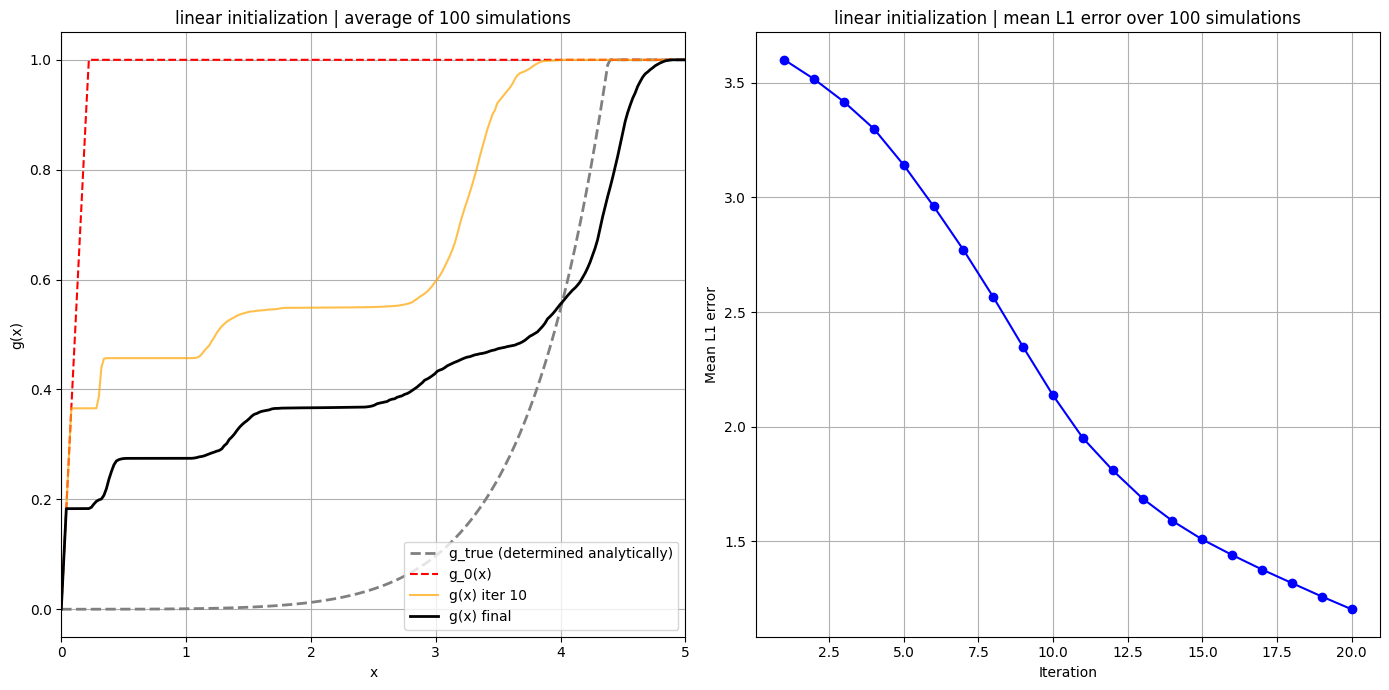 linear initialization | average of 100 simulations
g(x)
1.0
0.8
0.6
0.4
0.2
0.0
g_true (determined analytically)
g_0(x)
g(x) iter 10
g(x) final
0 1 2 3 4 5
x
linear initialization | mean L1 error over 100 simulations
Mean L1 error
3.5
3.0
2.5
2.0
1.5
2.5 5.0 7.5 10.0 12.5 15.0 17.5 20.0
Iteration